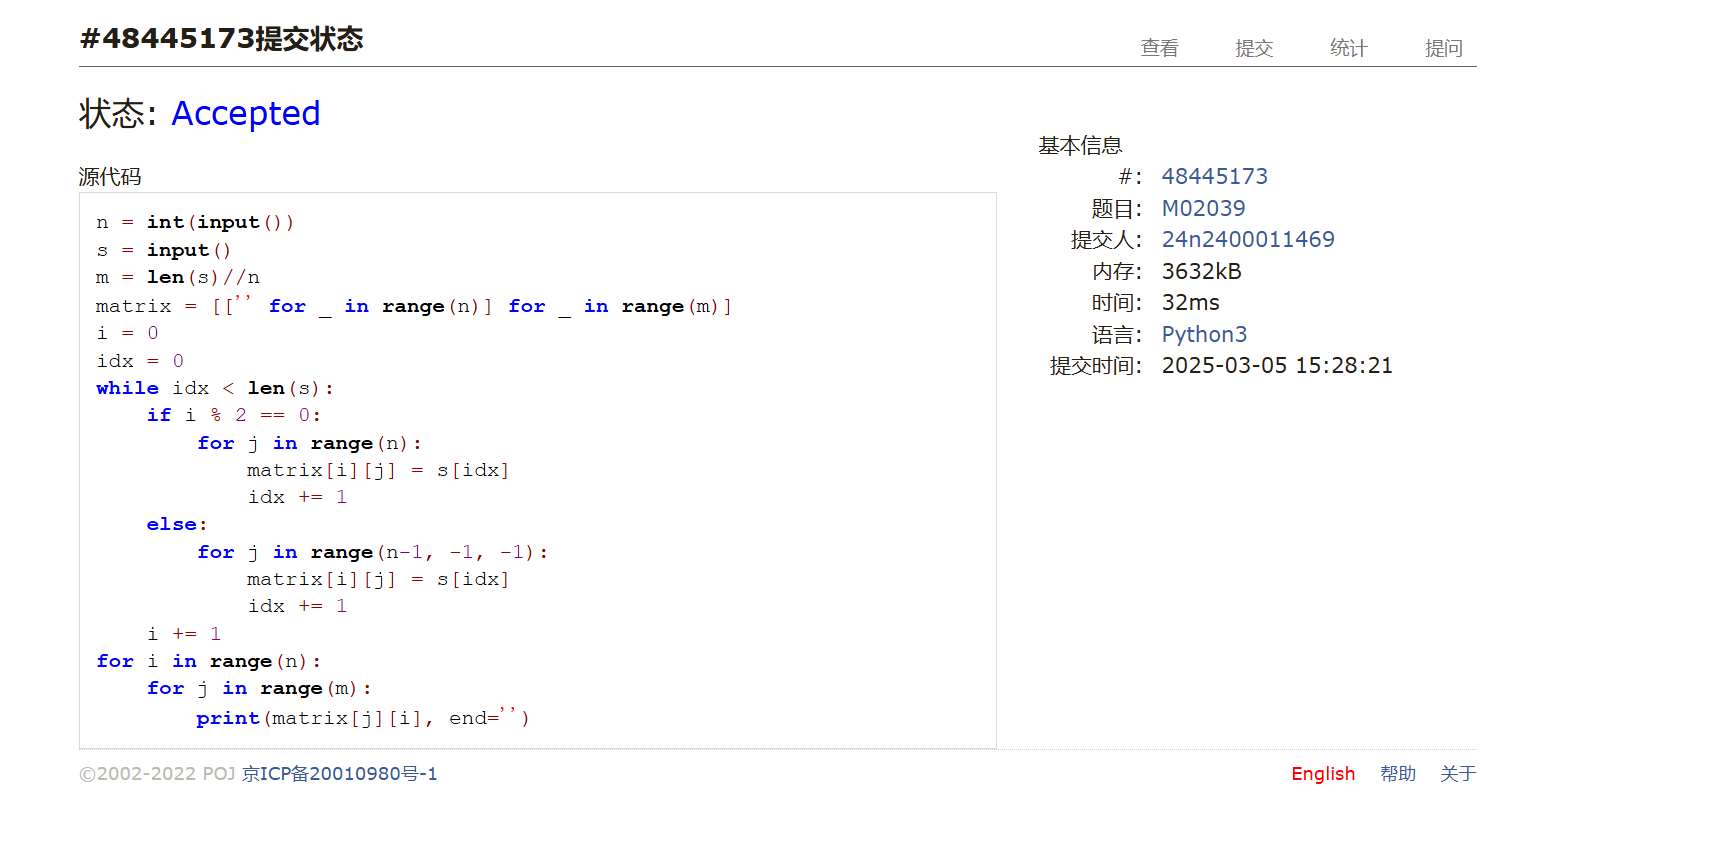 #48445173提交状态
查看 提交 统计 提问
状态: Accepted
源代码
n = int(input())
s = input()
m = len(s)//n
matrix = [['' for _ in range(n)] for _ in range(m)]
i = 0
idx = 0
while idx < len(s):
    if i % 2 == 0:
        for j in range(n):
            matrix[i][j] = s[idx]
            idx += 1
    else:
        for j in range(n-1, -1, -1):
            matrix[i][j] = s[idx]
            idx += 1
    i += 1
for i in range(n):
    for j in range(m):
        print(matrix[j][i], end='')
基本信息
#: 48445173
题目: M02039
提交人: 24n2400011469
内存: 3632kB
时间: 32ms
语言: Python3
提交时间: 2025-03-05 15:28:21
©2002-2022 POJ 京ICP备20010980号-1
English 帮助 关于